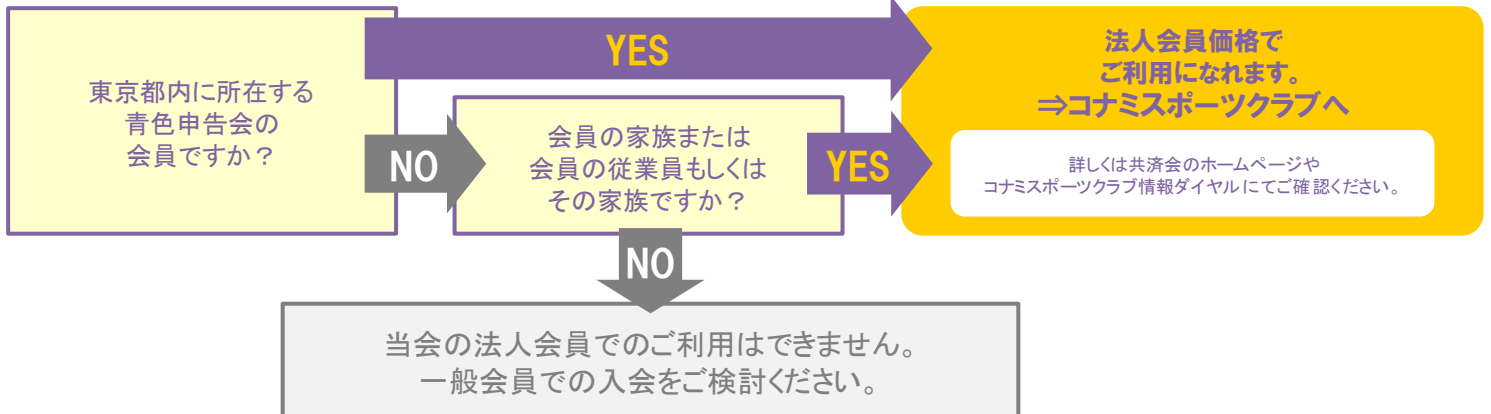 東京都内に所在する
青色申告会の
会員ですか？
YES
NO
会員の家族または
会員の従業員もしくは
その家族ですか？
YES
NO
法人会員価格で
ご利用になれます。
⇒コナミスポーツクラブへ
詳しくは共済会のホームページや
コナミスポーツクラブ情報ダイヤルにてご確認ください。
当会の法人会員でのご利用はできません。
一般会員での入会をご検討ください。